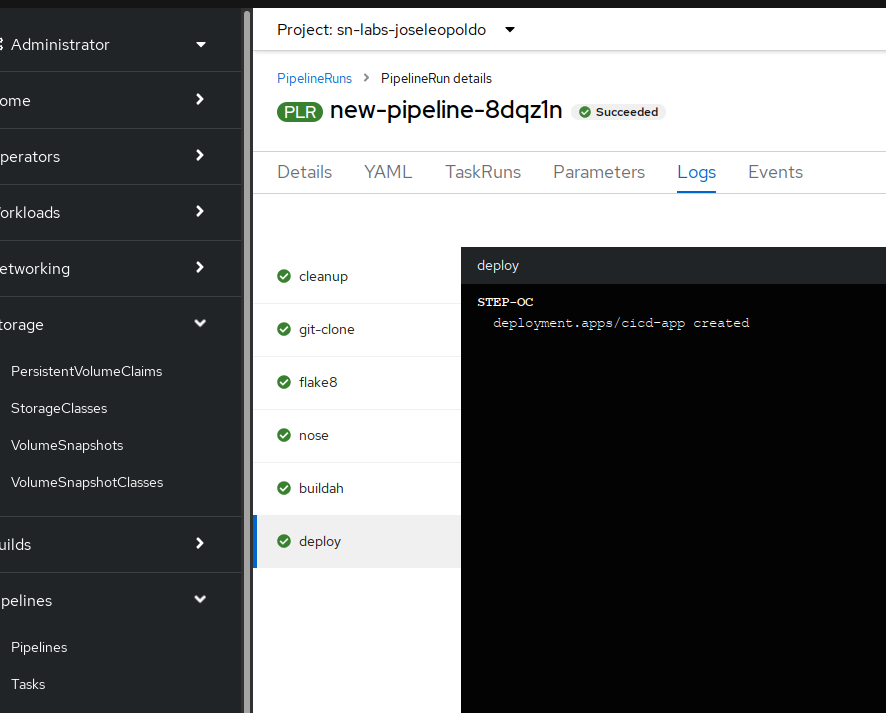 Administrator
Project: sn-labs-joseleopoldo
PipelineRuns
PipelineRun details
PLR new-pipeline-8dqz1n Succeeded
Details YAML TaskRuns Parameters Logs Events
ome
perators
orkloads
etworking
torage
PersistentVolumeClaims
StorageClasses
VolumeSnapshots
VolumeSnapshotClasses
uilds
pelines
Pipelines
Tasks
cleanup
git-clone
flake8
nose
buildah
deploy
deploy
STEP-OC
deployment.apps/cicd-app created